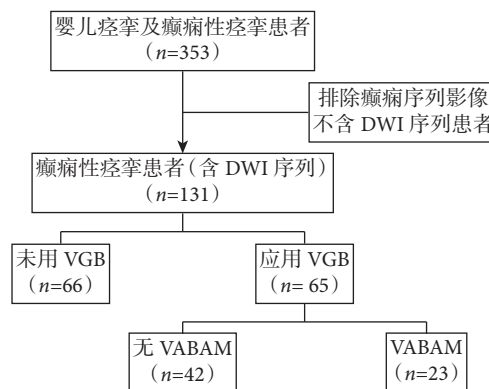 婴儿痉挛及癫痫性痉挛患者
（n=353）
排除癫痫序列影像
不含 DWI 序列患者
癫痫性痉挛患者（含 DWI 序列）
（n=131）
未用 VGB
（n=66）
应用 VGB
（n= 65）
无 VABAM
（n=42）
VABAM
（n=23）